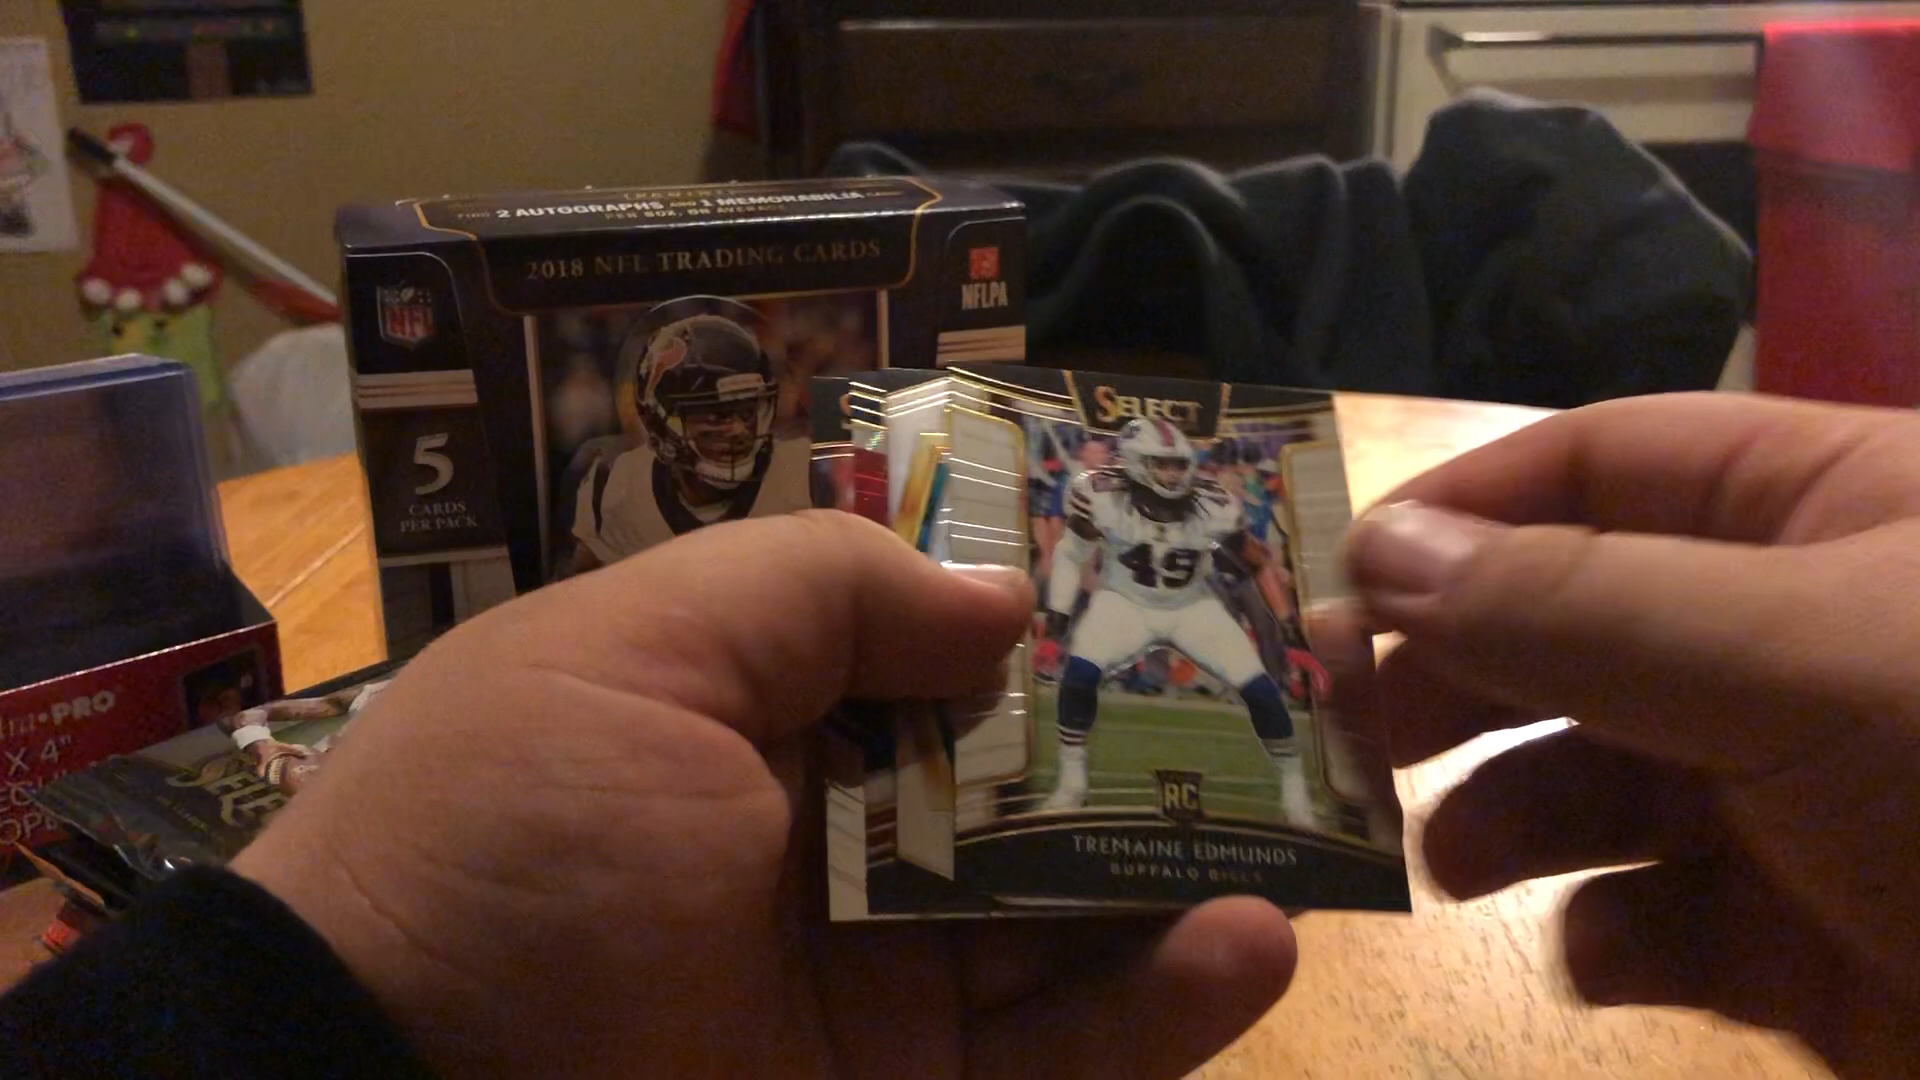 FIND 2 AUTOGRAPHS AND 1 MEMORABILIA
PER BOX, ON AVERAGE
2018 NFL TRADING CARDS
NFL
NFLPA
5
CARDS
PER PACK
SELECT
49
RC
TREMAINE EDMUNDS
BUFFALO BILLS
PRO
X 4"
SELE